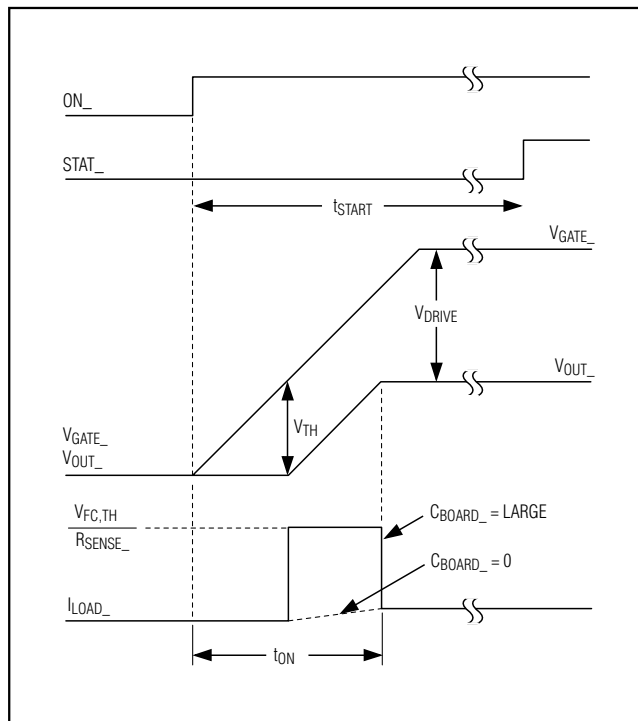 ON_
STAT_
tSTART
VGATE_
VDRIVE
VOUT_
VTH
VGATE_
VOUT_
VFC,TH
RSENSE_
CBOARD_ = LARGE
CBOARD_ = 0
ILOAD_
tON